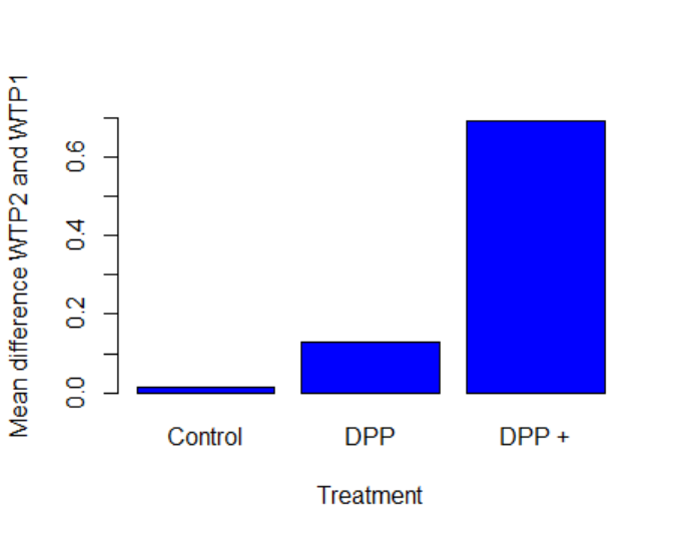 Mean difference WTP2 and WTP1
0.6
0.4
0.2
0.0
Control DPP DPP +
Treatment